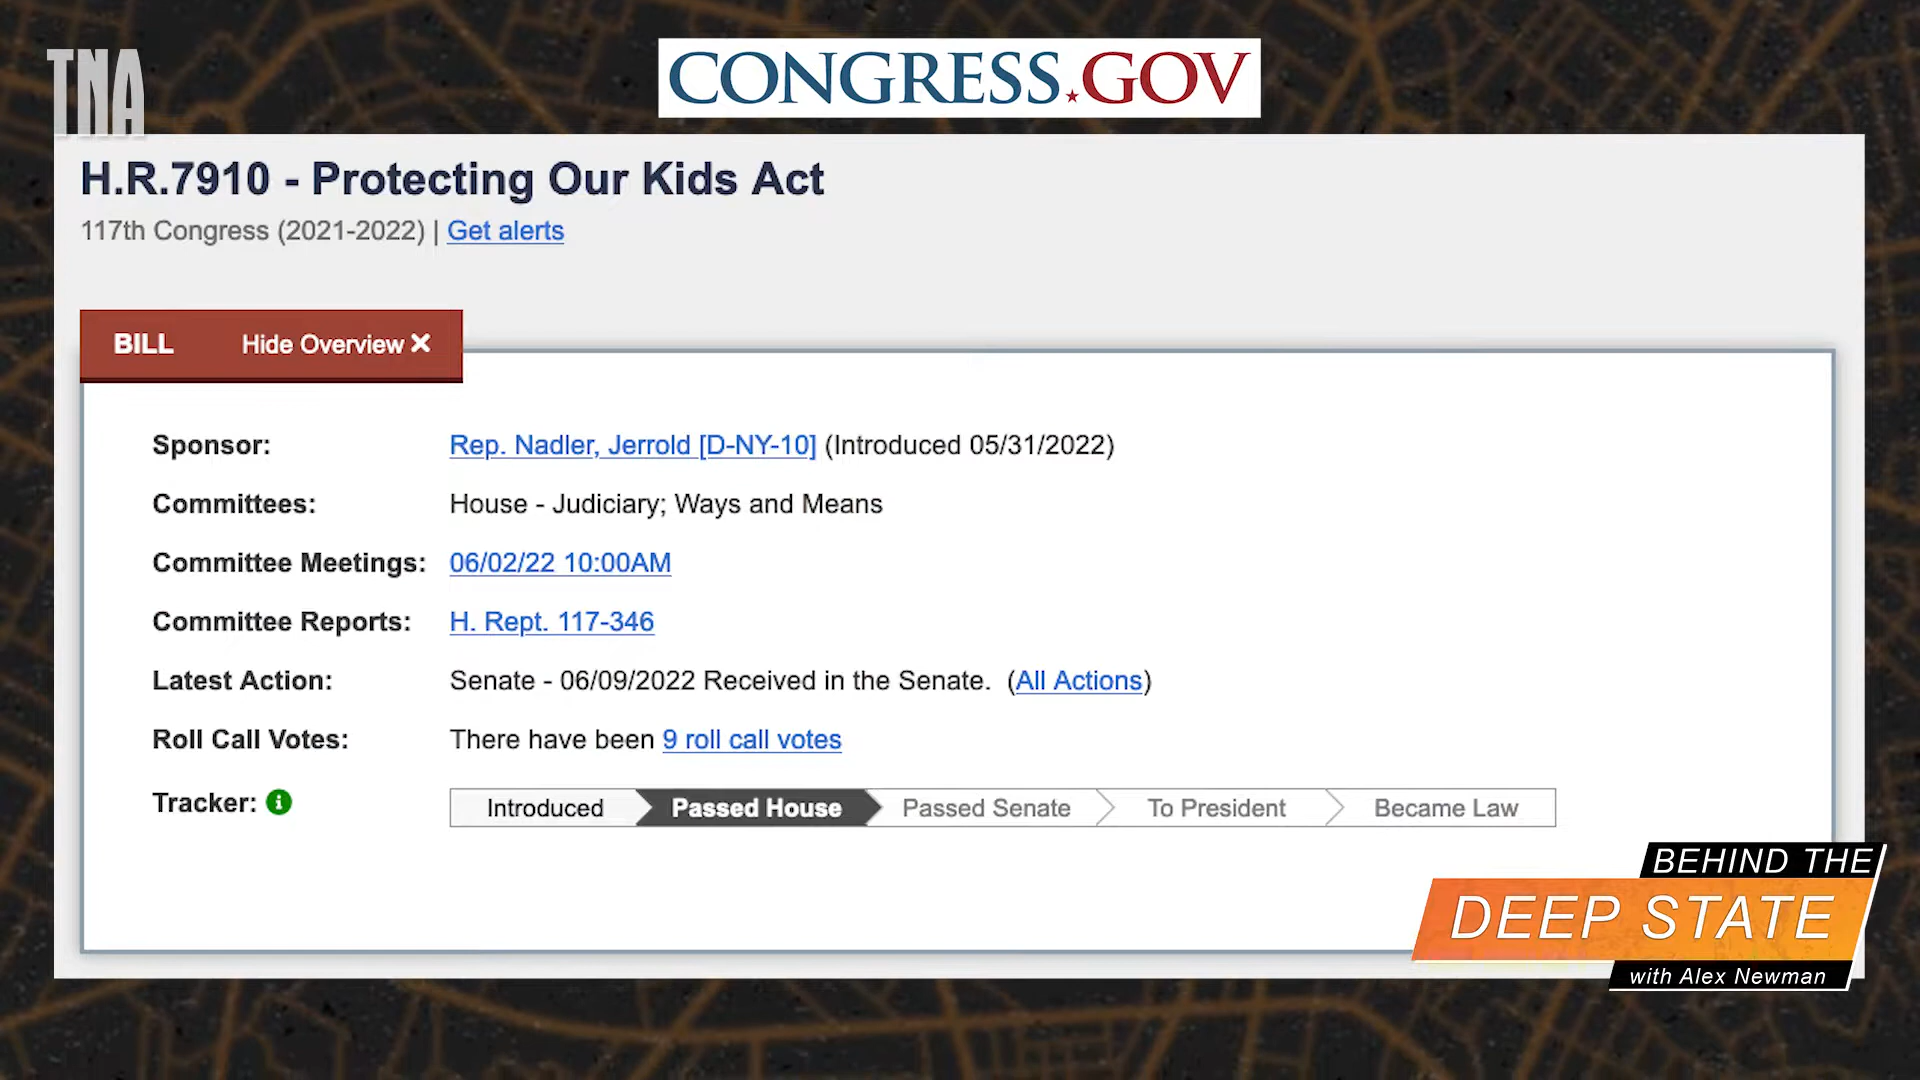 TNA
CONGRESS.GOV
H.R.7910 - Protecting Our Kids Act
117th Congress (2021-2022) | Get alerts
BILL Hide Overview ✕
Sponsor: Rep. Nadler, Jerrold [D-NY-10] (Introduced 05/31/2022)
Committees: House - Judiciary; Ways and Means
Committee Meetings: 06/02/22 10:00AM
Committee Reports: H. Rept. 117-346
Latest Action: Senate - 06/09/2022 Received in the Senate. (All Actions)
Roll Call Votes: There have been 9 roll call votes
Tracker: i Introduced Passed House Passed Senate To President Became Law
BEHIND THE
DEEP STATE
with Alex Newman